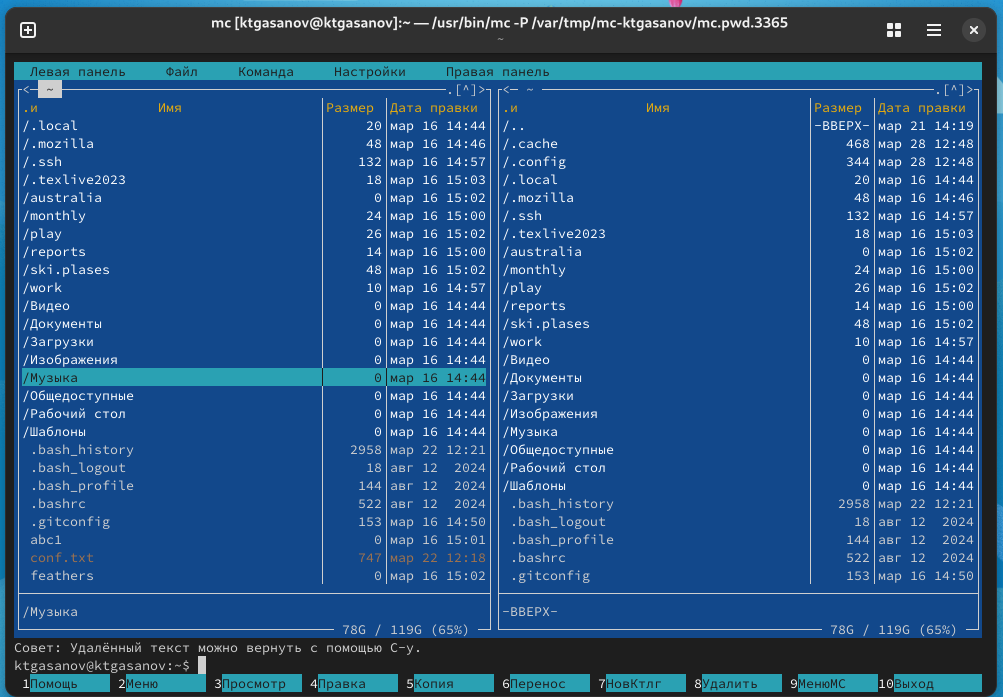 mc [ktgasanov@ktgasanov]:~ — /usr/bin/mc -P /var/tmp/mc-ktgasanov/mc.pwd.3365
~
Левая панель Файл Команда Настройки Правая панель
<─ ~ .[^]> <─ ~ .[^]>
.и Имя Размер Дата правки .и Имя Размер Дата правки
/.local 20 мар 16 14:44 /.. -ВВЕРХ- мар 21 14:19
/.mozilla 48 мар 16 14:46 /.cache 468 мар 28 12:48
/.ssh 132 мар 16 14:57 /.config 344 мар 28 12:48
/.texlive2023 18 мар 16 15:03 /.local 20 мар 16 14:44
/australia 0 мар 16 15:02 /.mozilla 48 мар 16 14:46
/monthly 24 мар 16 15:00 /.ssh 132 мар 16 14:57
/play 26 мар 16 15:02 /.texlive2023 18 мар 16 15:03
/reports 14 мар 16 15:00 /australia 0 мар 16 15:02
/ski.plases 48 мар 16 15:02 /monthly 24 мар 16 15:00
/work 10 мар 16 14:57 /play 26 мар 16 15:02
/Видео 0 мар 16 14:44 /reports 14 мар 16 15:00
/Документы 0 мар 16 14:44 /ski.plases 48 мар 16 15:02
/Загрузки 0 мар 16 14:44 /work 10 мар 16 14:57
/Изображения 0 мар 16 14:44 /Видео 0 мар 16 14:44
/Музыка 0 мар 16 14:44 /Документы 0 мар 16 14:44
/Общедоступные 0 мар 16 14:44 /Загрузки 0 мар 16 14:44
/Рабочий стол 0 мар 16 14:44 /Изображения 0 мар 16 14:44
/Шаблоны 0 мар 16 14:44 /Музыка 0 мар 16 14:44
.bash_history 2958 мар 22 12:21 /Общедоступные 0 мар 16 14:44
.bash_logout 18 авг 12 2024 /Рабочий стол 0 мар 16 14:44
.bash_profile 144 авг 12 2024 /Шаблоны 0 мар 16 14:44
.bashrc 522 авг 12 2024 .bash_history 2958 мар 22 12:21
.gitconfig 153 мар 16 14:50 .bash_logout 18 авг 12 2024
abc1 0 мар 16 15:01 .bash_profile 144 авг 12 2024
conf.txt 747 мар 22 12:18 .bashrc 522 авг 12 2024
feathers 0 мар 16 15:02 .gitconfig 153 мар 16 14:50
/Музыка -ВВЕРХ-
78G / 119G (65%) 78G / 119G (65%)
Совет: Удалённый текст можно вернуть с помощью C-y.
ktgasanov@ktgasanov:~$
1Помощь 2Меню 3Просмотр 4Правка 5Копия 6Перенос 7НовКтлг 8Удалить 9МенюMC 10Выход